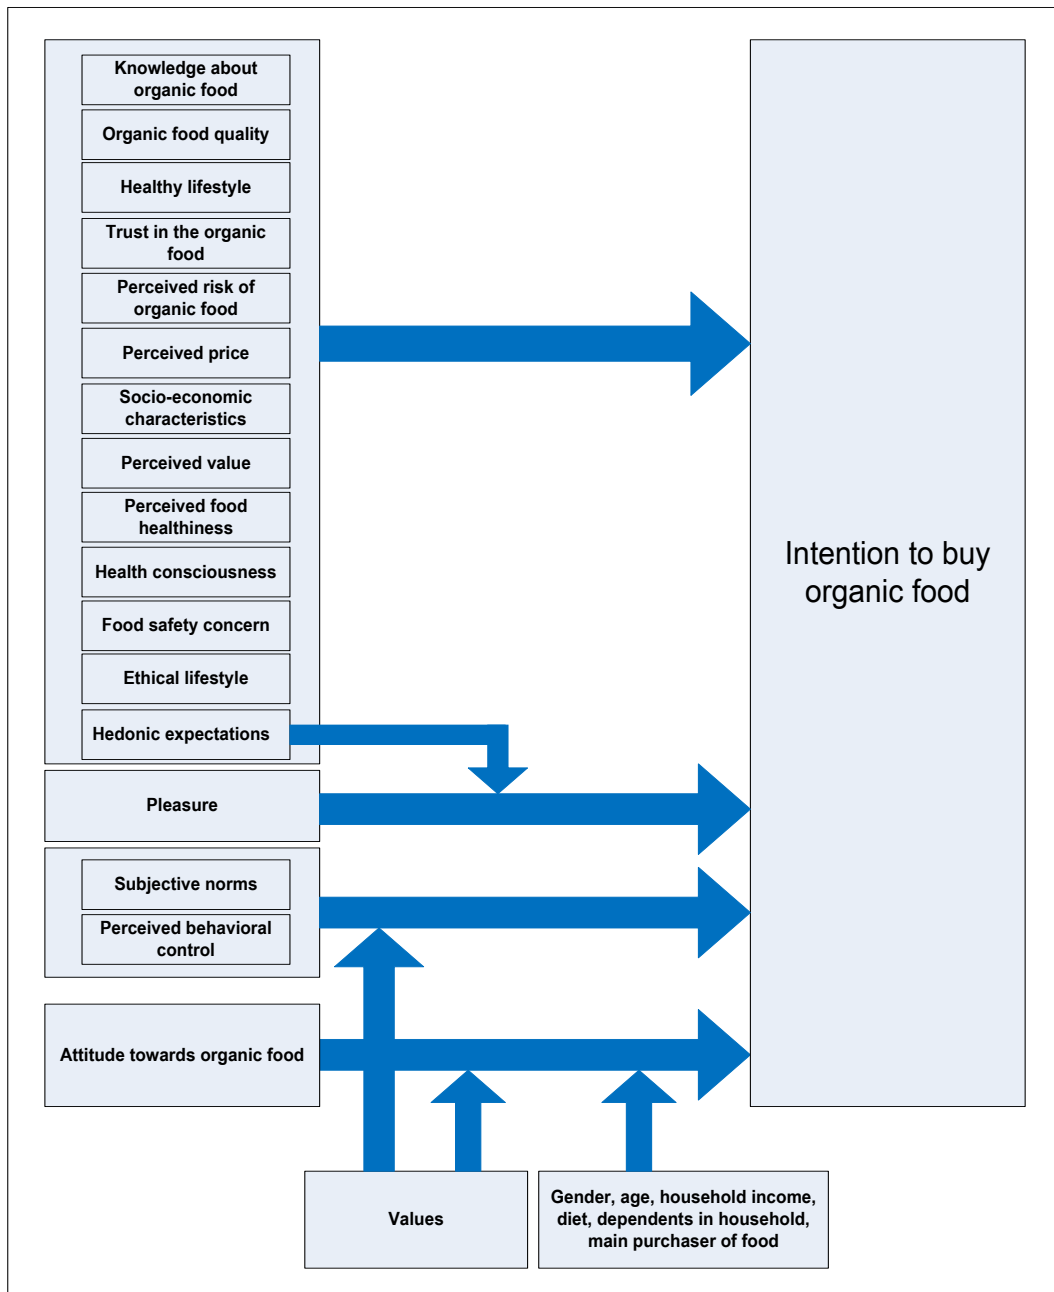 Knowledge about
organic food
Organic food quality
Healthy lifestyle
Trust in the organic
food
Perceived risk of
organic food
Perceived price
Socio-economic
characteristics
Perceived value
Perceived food
healthiness
Health consciousness
Food safety concern
Ethical lifestyle
Hedonic expectations
Pleasure
Subjective norms
Perceived behavioral
control
Attitude towards organic food
Intention to buy
organic food
Values
Gender, age, household income,
diet, dependents in household,
main purchaser of food